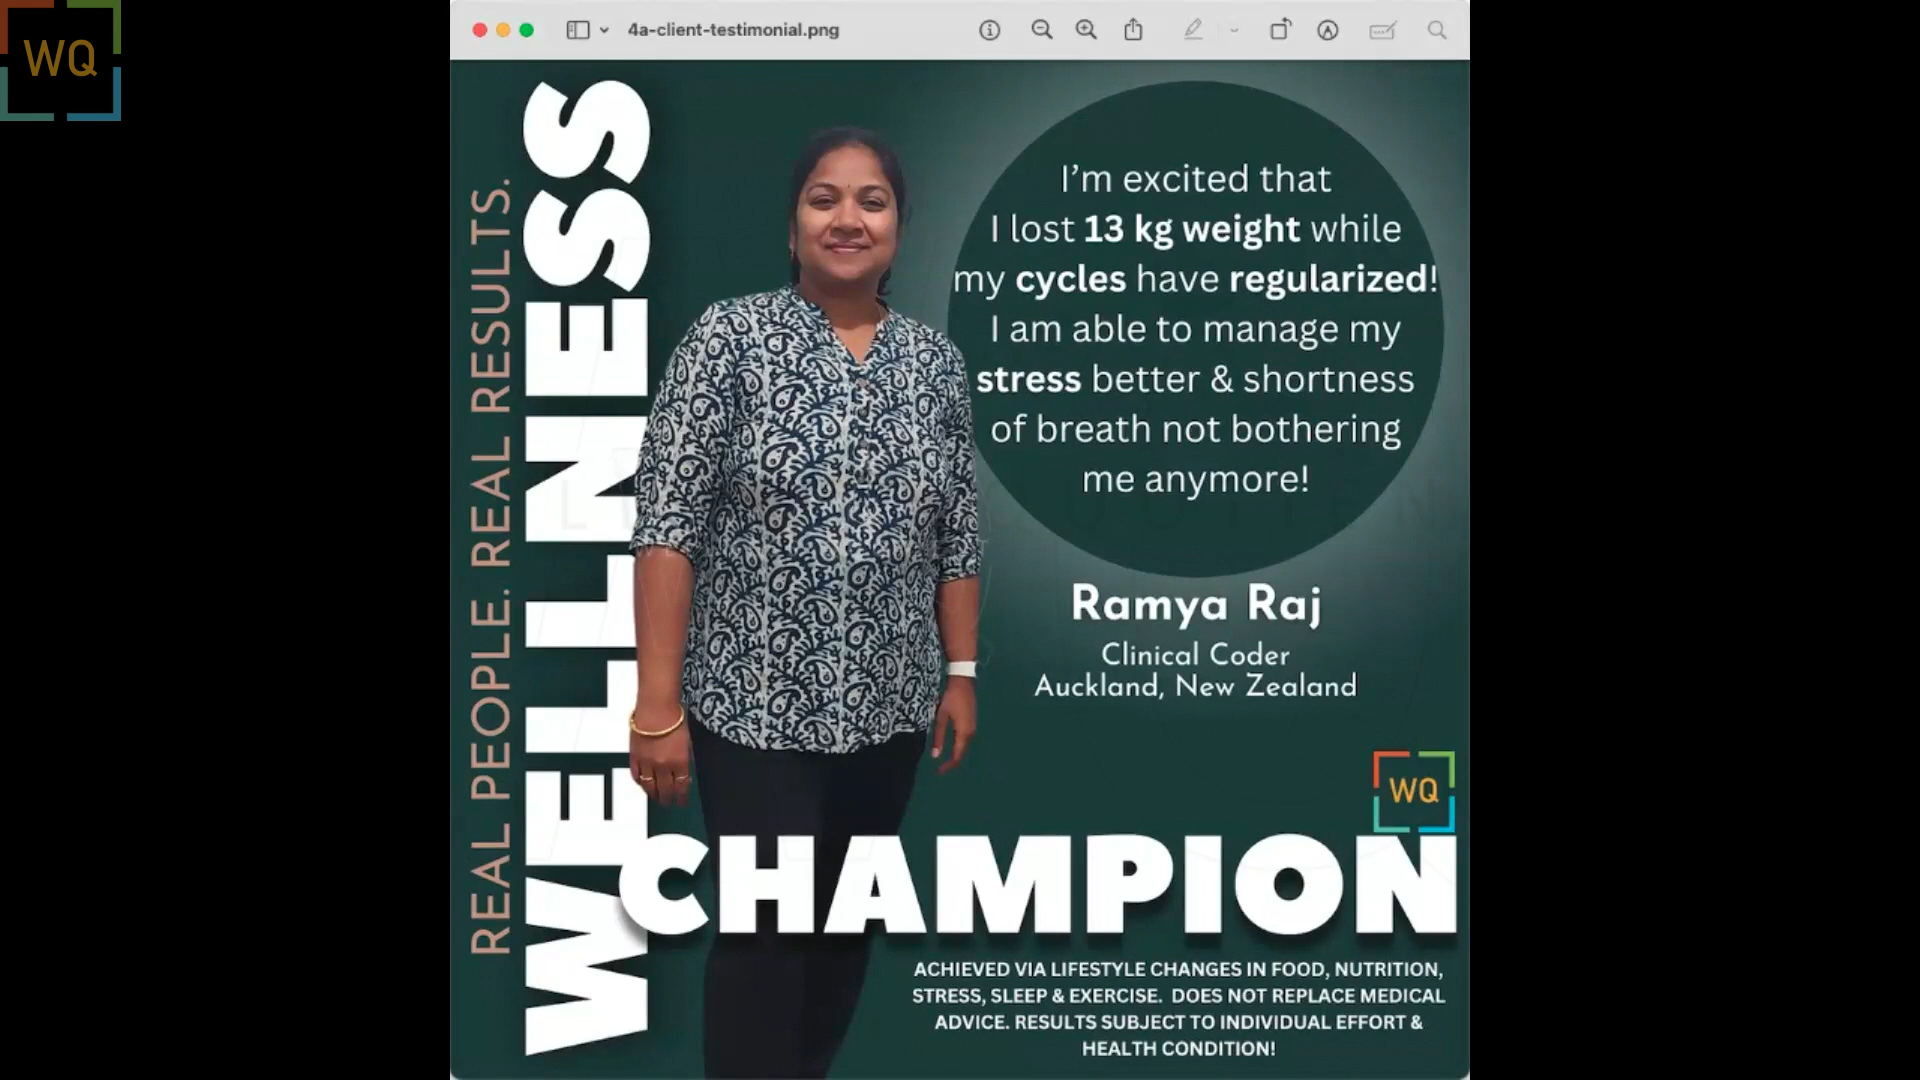 WQ
4a-client-testimonial.png
REAL PEOPLE. REAL RESULTS.
WELLNESS
I'm excited that
I lost 13 kg weight while
my cycles have regularized!
I am able to manage my
stress better & shortness
of breath not bothering
me anymore!
Ramya Raj
Clinical Coder
Auckland, New Zealand
WQ
CHAMPION
ACHIEVED VIA LIFESTYLE CHANGES IN FOOD, NUTRITION,
STRESS, SLEEP & EXERCISE. DOES NOT REPLACE MEDICAL
ADVICE. RESULTS SUBJECT TO INDIVIDUAL EFFORT &
HEALTH CONDITION!